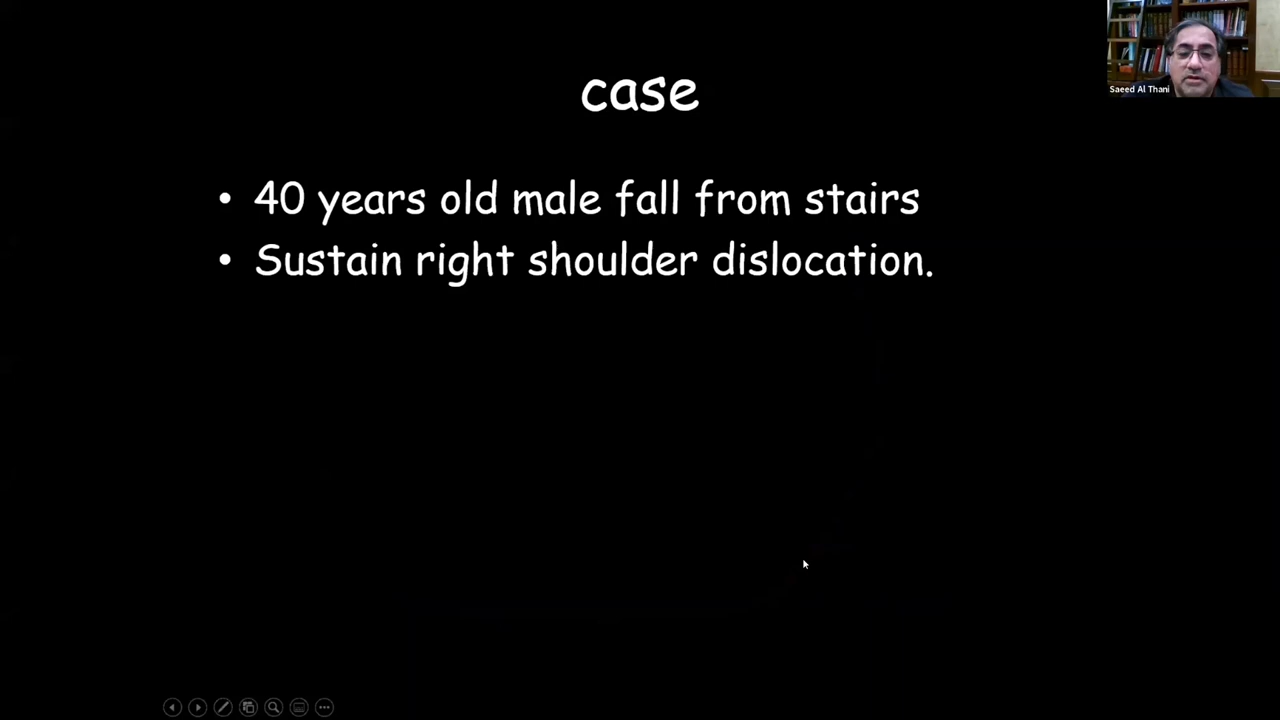 Saeed Al Thani
case
• 40 years old male fall from stairs
• Sustain right shoulder dislocation.